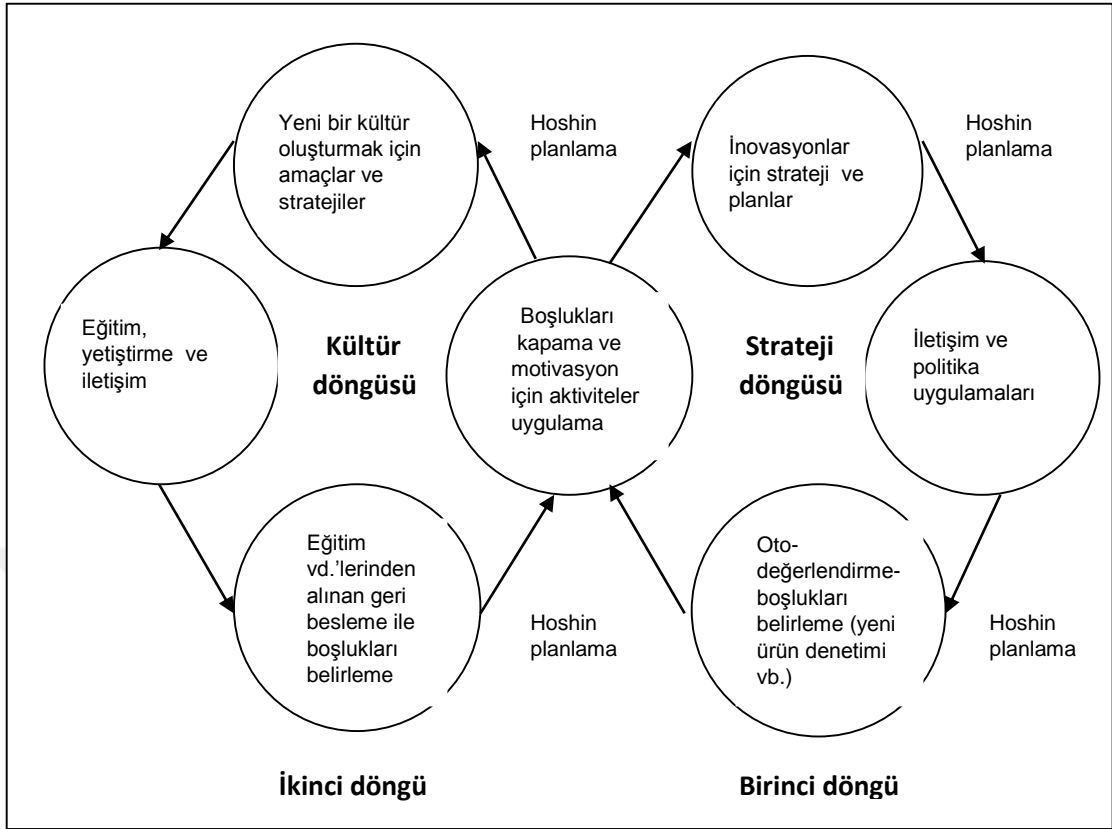 Yeni bir kültür
oluşturmak için
amaçlar ve
stratejiler
Hoshin
planlama
İnovasyonlar
için strateji ve
planlar
Hoshin
planlama
Eğitim,
yetiştirme ve
iletişim
Kültür
döngüsü
Boşlukları
kapama ve
motivasyon
için aktiviteler
uygulama
Strateji
döngüsü
İletişim ve
politika
uygulamaları
Eğitim
vd.'lerinden
alınan geri
besleme ile
boşlukları
belirleme
Hoshin
planlama
Oto-
değerlendirme-
boşlukları
belirleme (yeni
ürün denetimi
vb.)
Hoshin
planlama
İkinci döngü
Birinci döngü